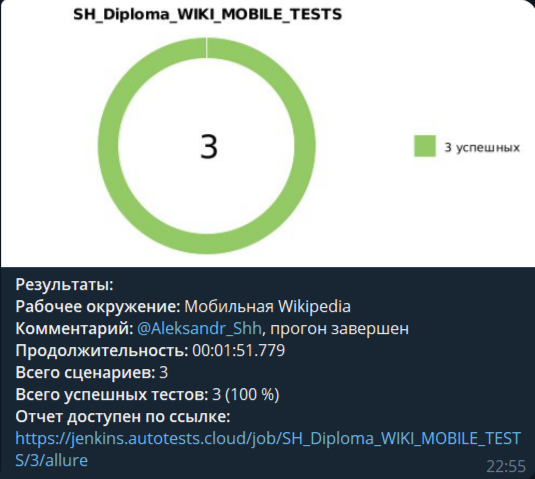 SH_Diploma_WIKI_MOBILE_TESTS
3
3 успешных
Результаты:
Рабочее окружение: Мобильная Wikipedia
Комментарий: @Aleksandr_Shh, прогон завершен
Продолжительность: 00:01:51.779
Всего сценариев: 3
Всего успешных тестов: 3 (100 %)
Отчет доступен по ссылке:
https://jenkins.autotests.cloud/job/SH_Diploma_WIKI_MOBILE_TEST
S/3/allure
22:55